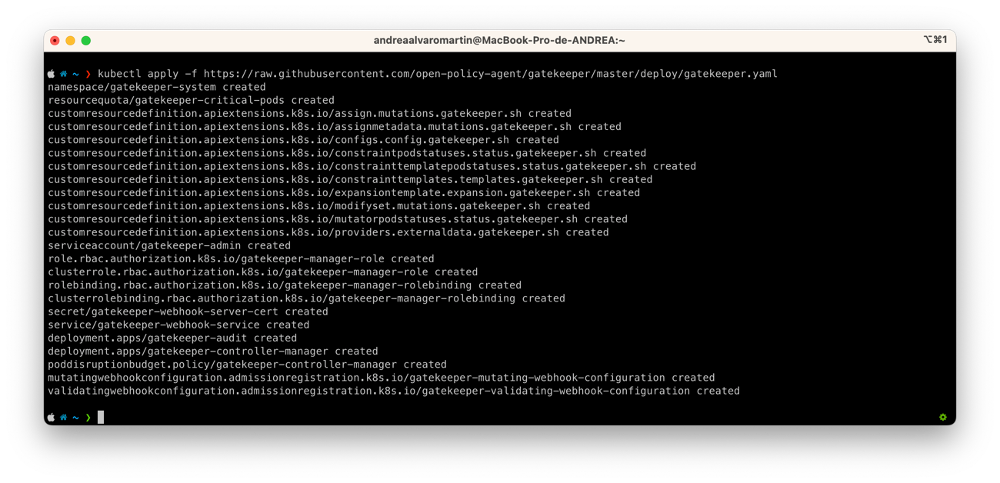 andreaalvaromartin@MacBook-Pro-de-ANDREA:~ ⌥⌘1
~ ❯ kubectl apply -f https://raw.githubusercontent.com/open-policy-agent/gatekeeper/master/deploy/gatekeeper.yaml
namespace/gatekeeper-system created
resourcequota/gatekeeper-critical-pods created
customresourcedefinition.apiextensions.k8s.io/assign.mutations.gatekeeper.sh created
customresourcedefinition.apiextensions.k8s.io/assignmetadata.mutations.gatekeeper.sh created
customresourcedefinition.apiextensions.k8s.io/configs.config.gatekeeper.sh created
customresourcedefinition.apiextensions.k8s.io/constraintpodstatuses.status.gatekeeper.sh created
customresourcedefinition.apiextensions.k8s.io/constrainttemplatepodstatuses.status.gatekeeper.sh created
customresourcedefinition.apiextensions.k8s.io/constrainttemplates.templates.gatekeeper.sh created
customresourcedefinition.apiextensions.k8s.io/expansiontemplate.expansion.gatekeeper.sh created
customresourcedefinition.apiextensions.k8s.io/modifyset.mutations.gatekeeper.sh created
customresourcedefinition.apiextensions.k8s.io/mutatorpodstatuses.status.gatekeeper.sh created
customresourcedefinition.apiextensions.k8s.io/providers.externaldata.gatekeeper.sh created
serviceaccount/gatekeeper-admin created
role.rbac.authorization.k8s.io/gatekeeper-manager-role created
clusterrole.rbac.authorization.k8s.io/gatekeeper-manager-role created
rolebinding.rbac.authorization.k8s.io/gatekeeper-manager-rolebinding created
clusterrolebinding.rbac.authorization.k8s.io/gatekeeper-manager-rolebinding created
secret/gatekeeper-webhook-server-cert created
service/gatekeeper-webhook-service created
deployment.apps/gatekeeper-audit created
deployment.apps/gatekeeper-controller-manager created
poddisruptionbudget.policy/gatekeeper-controller-manager created
mutatingwebhookconfiguration.admissionregistration.k8s.io/gatekeeper-mutating-webhook-configuration created
validatingwebhookconfiguration.admissionregistration.k8s.io/gatekeeper-validating-webhook-configuration created
~ ❯